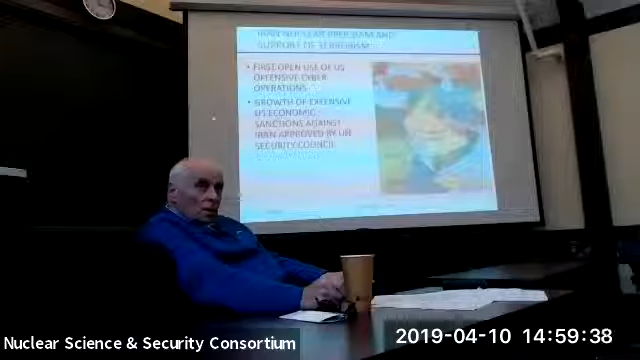 IRAN NUCLEAR PROGRAM AND
SUPPORT OF TERRORISM
• FIRST OPEN USE OF US
OFFENSIVE CYBER
OPERATIONS
• GROWTH OF EXTENSIVE
US ECONOMIC
SANCTIONS AGAINST
IRAN APPROVED BY UN
SECURITY COUNCIL
Nuclear Science & Security Consortium
2019-04-10 14:59:38